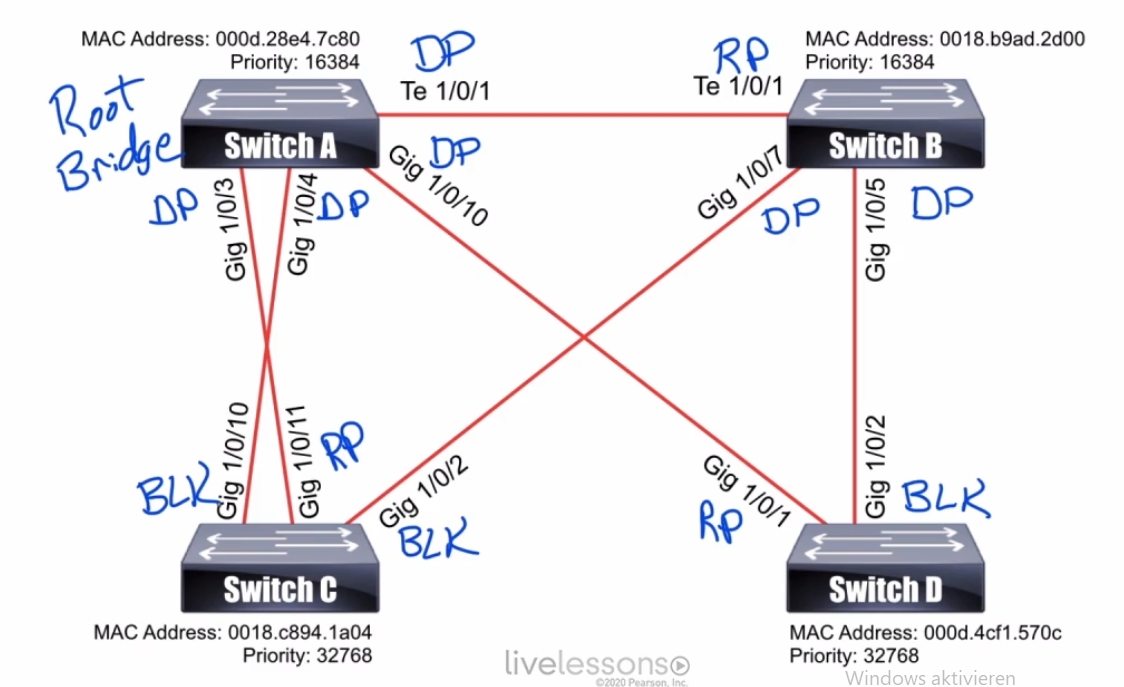 MAC Address: 000d.28e4.7c80
Priority: 16384
DP
Te 1/0/1
RP
Te 1/0/1
MAC Address: 0018.b9ad.2d00
Priority: 16384
Root
Bridge
Switch A
Switch B
DP
Gig 1/0/3
Gig 1/0/4
DP
DP
Gig 1/0/10
Gig 1/0/7
DP
Gig 1/0/5
DP
BLK
Gig 1/0/10
Gig 1/0/11
RP
Gig 1/0/2
BLK
Gig 1/0/1
RP
Gig 1/0/2
BLK
Switch C
Switch D
MAC Address: 0018.c894.1a04
Priority: 32768
MAC Address: 000d.4cf1.570c
Priority: 32768
livelessons
©2020 Pearson, Inc.
Windows aktivieren